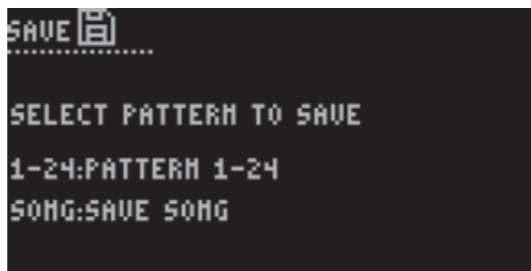 SAVE
SELECT PATTERN TO SAVE
1-24:PATTERN 1-24
SONG:SAVE SONG